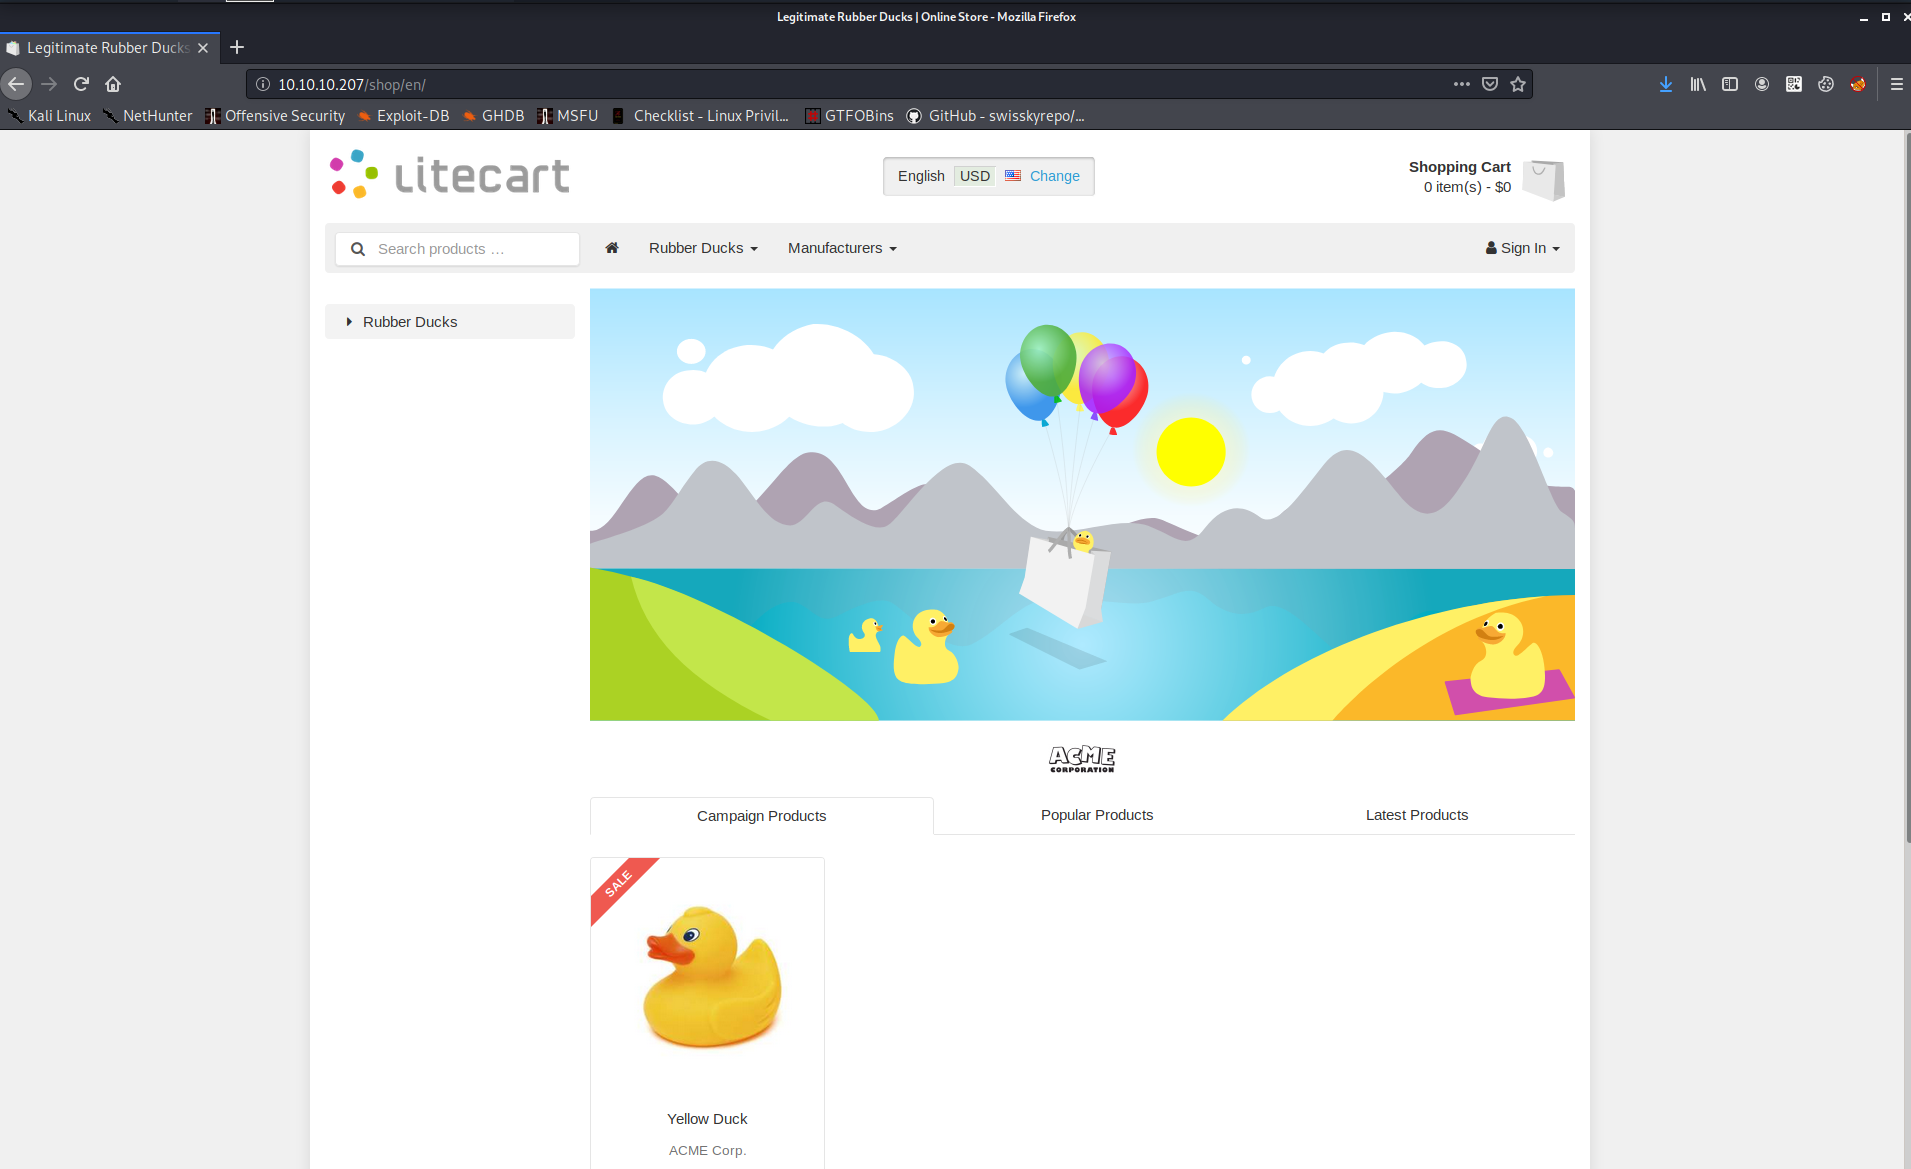 Legitimate Rubber Ducks | Online Store - Mozilla Firefox
Legitimate Rubber Ducks
10.10.10.207/shop/en/
Kali Linux NetHunter Offensive Security Exploit-DB GHDB MSFU Checklist - Linux Privil… GTFOBins GitHub - swisskyrepo/…
Litecart
English USD Change
Shopping Cart
0 item(s) - $0
Search products …
Rubber Ducks Manufacturers Sign In
Rubber Ducks
ACME
CORPORATION
Campaign Products Popular Products Latest Products
SALE
Yellow Duck
ACME Corp.